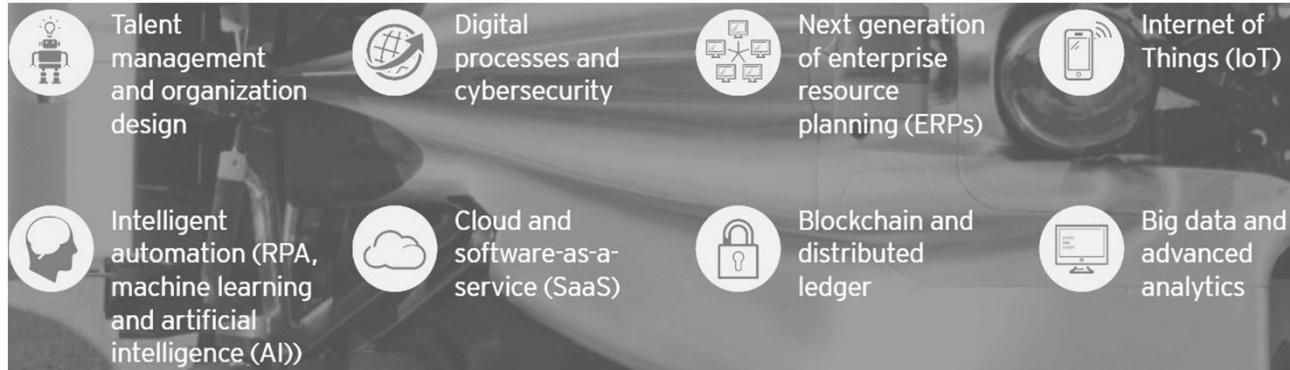 Talent
management
and organization
design
Digital
processes and
cybersecurity
Next generation
of enterprise
resource
planning (ERPs)
Internet of
Things (IoT)
Intelligent
automation (RPA,
machine learning
and artificial
intelligence (AI))
Cloud and
software-as-a-
service (SaaS)
Blockchain and
distributed
ledger
Big data and
advanced
analytics